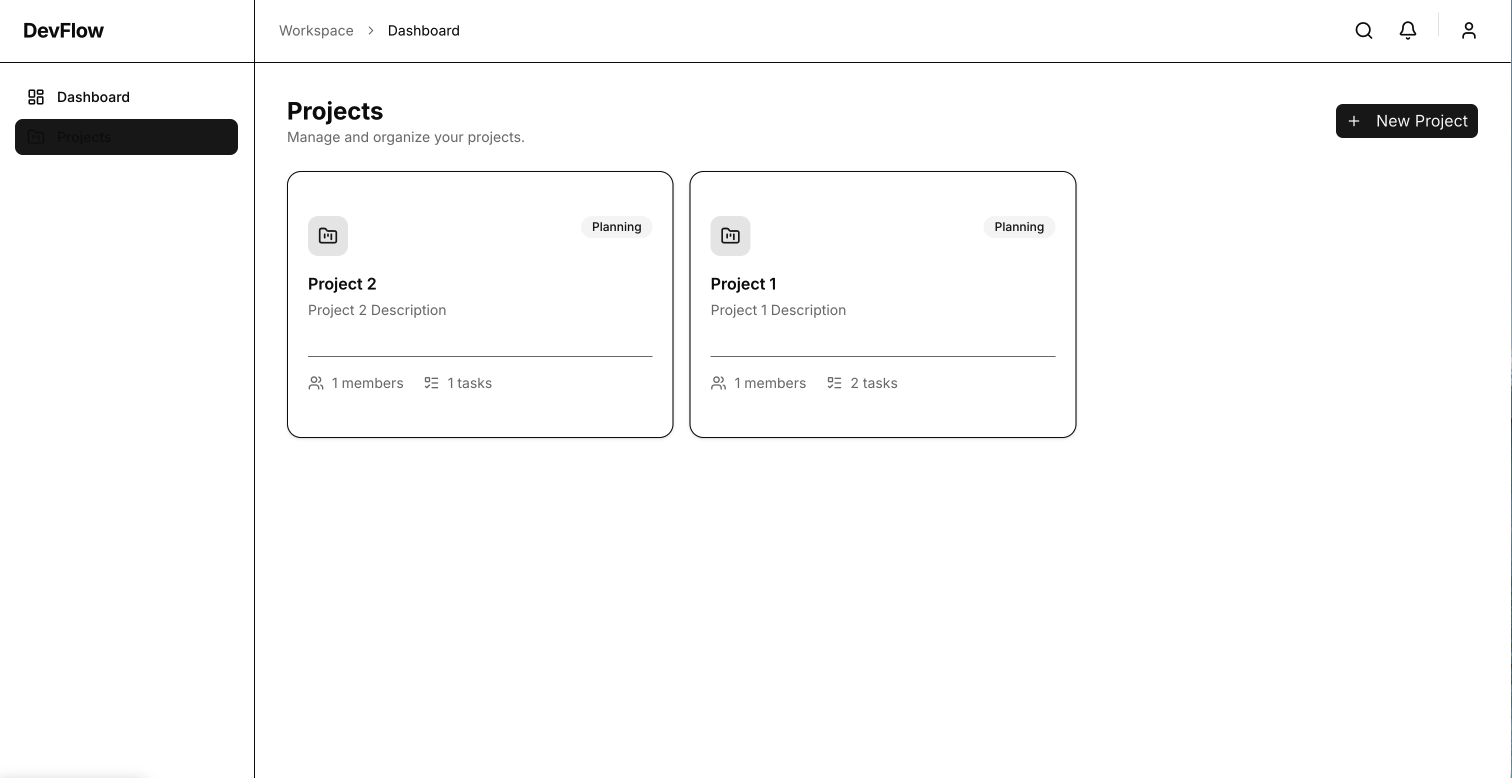 DevFlow
Workspace > Dashboard
Dashboard
Projects
Projects
Manage and organize your projects.
+ New Project
Planning
Project 2
Project 2 Description
1 members 1 tasks
Planning
Project 1
Project 1 Description
1 members 2 tasks